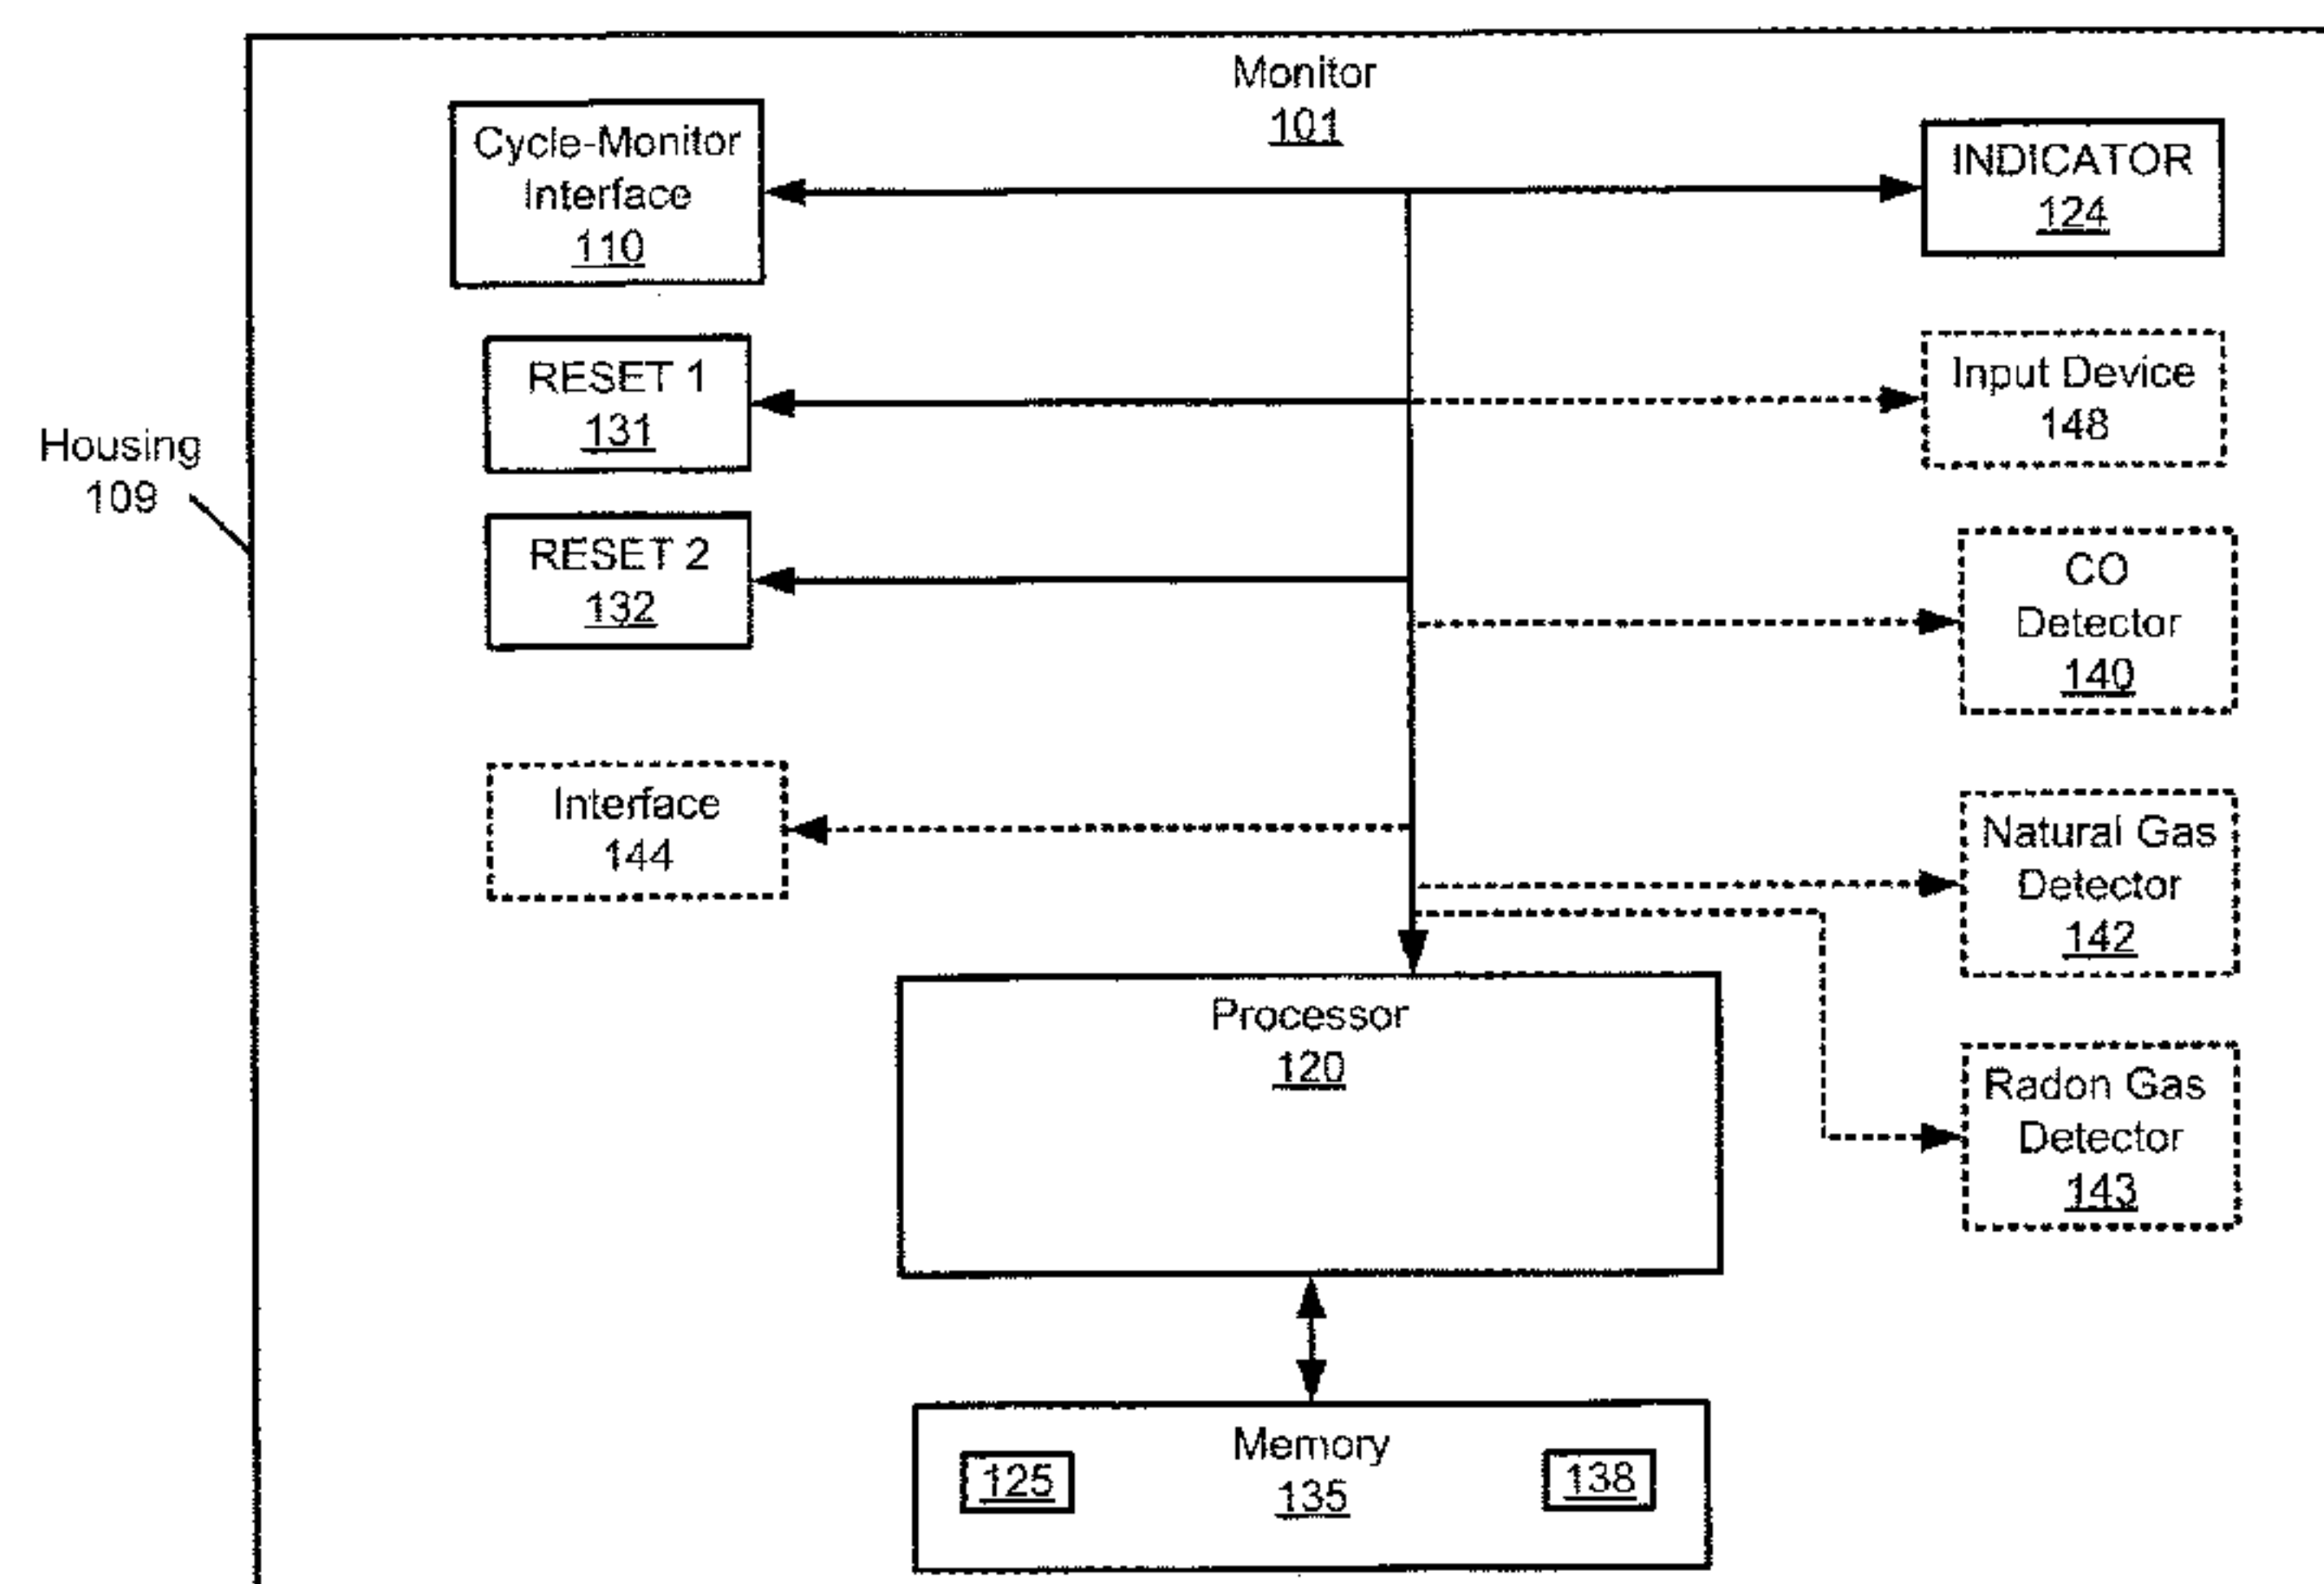 Monitor
101
Cycle-Monitor
Interface
110
INDICATOR
124
RESET 1
131
Input Device
148
Housing
109
RESET 2
132
CO
Detector
140
Interface
144
Natural Gas
Detector
142
Processor
120
Radon Gas
Detector
143
Memory
135
125
138